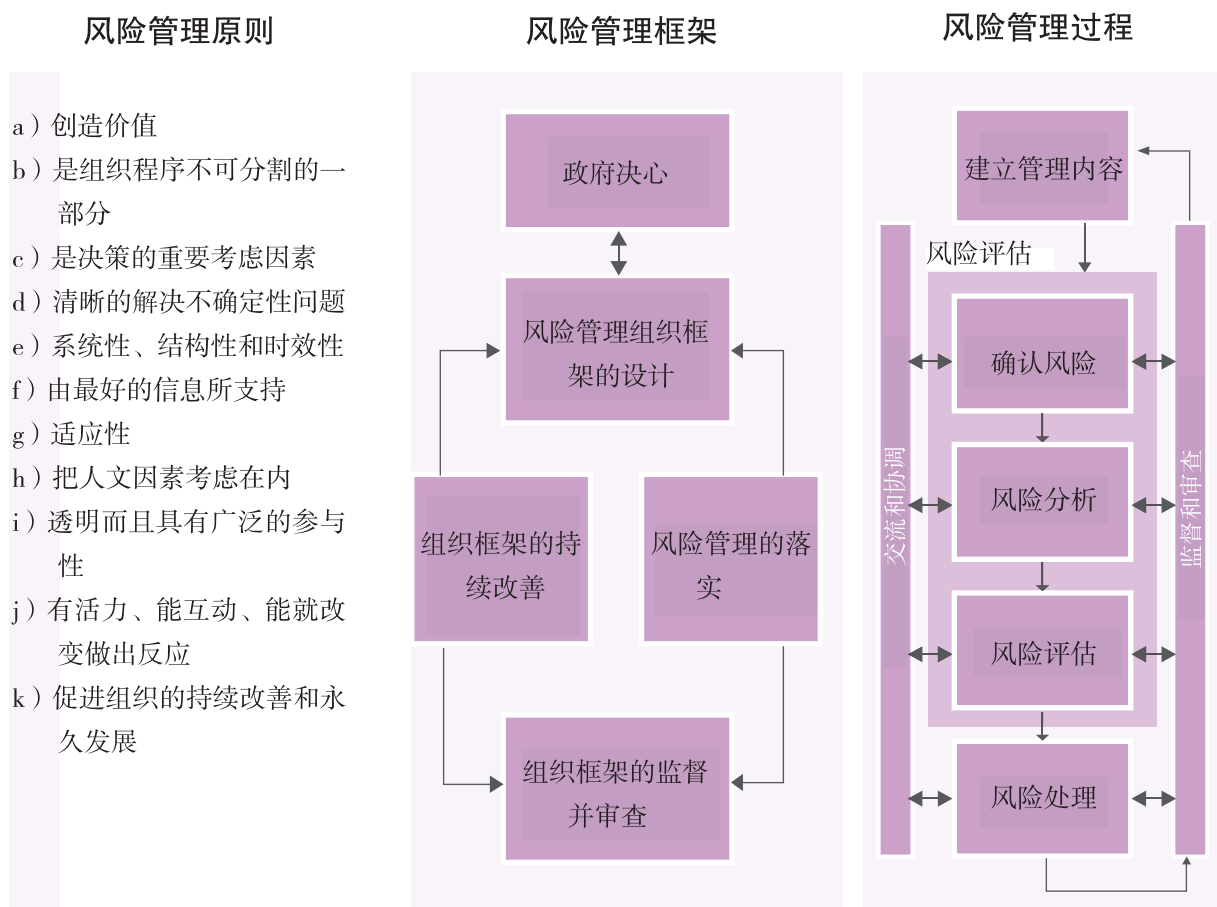 风险管理原则
a）创造价值
b）是组织程序不可分割的一
部分
c）是决策的重要考虑因素
d）清晰的解决不确定性问题
e）系统性、结构性和时效性
f）由最好的信息所支持
g）适应性
h）把人文因素考虑在内
i）透明而且具有广泛的参与
性
j）有活力、能互动、能就改
变做出反应
k）促进组织的持续改善和永
久发展
风险管理框架
政府决心
风险管理组织框
架的设计
组织框架的持
续改善
风险管理的落
实
组织框架的监督
并审查
风险管理过程
建立管理内容
风险评估
确认风险
风险分析
风险评估
风险处理
交流和协调
监督和审查